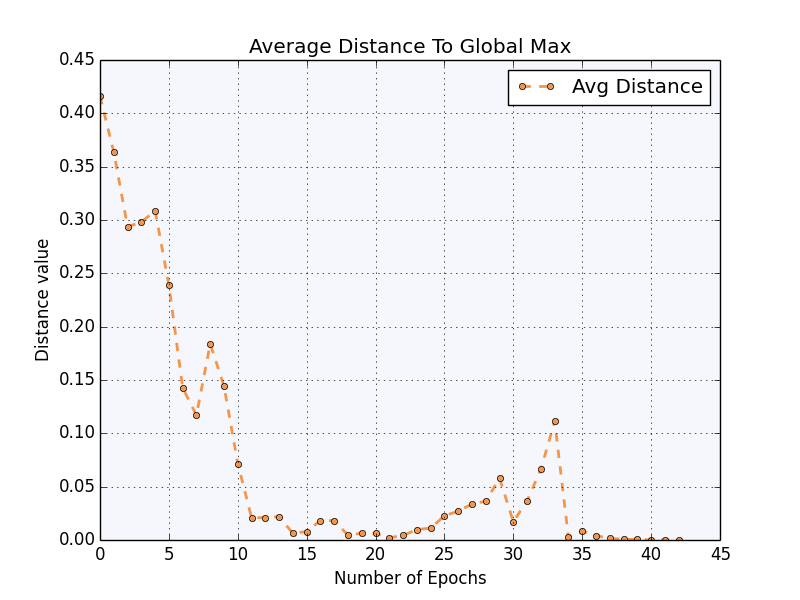 Average Distance To Global Max
Avg Distance
0.45
0.40
0.35
0.30
0.25
0.20
0.15
0.10
0.05
0.00
Distance value
0 5 10 15 20 25 30 35 40 45
Number of Epochs